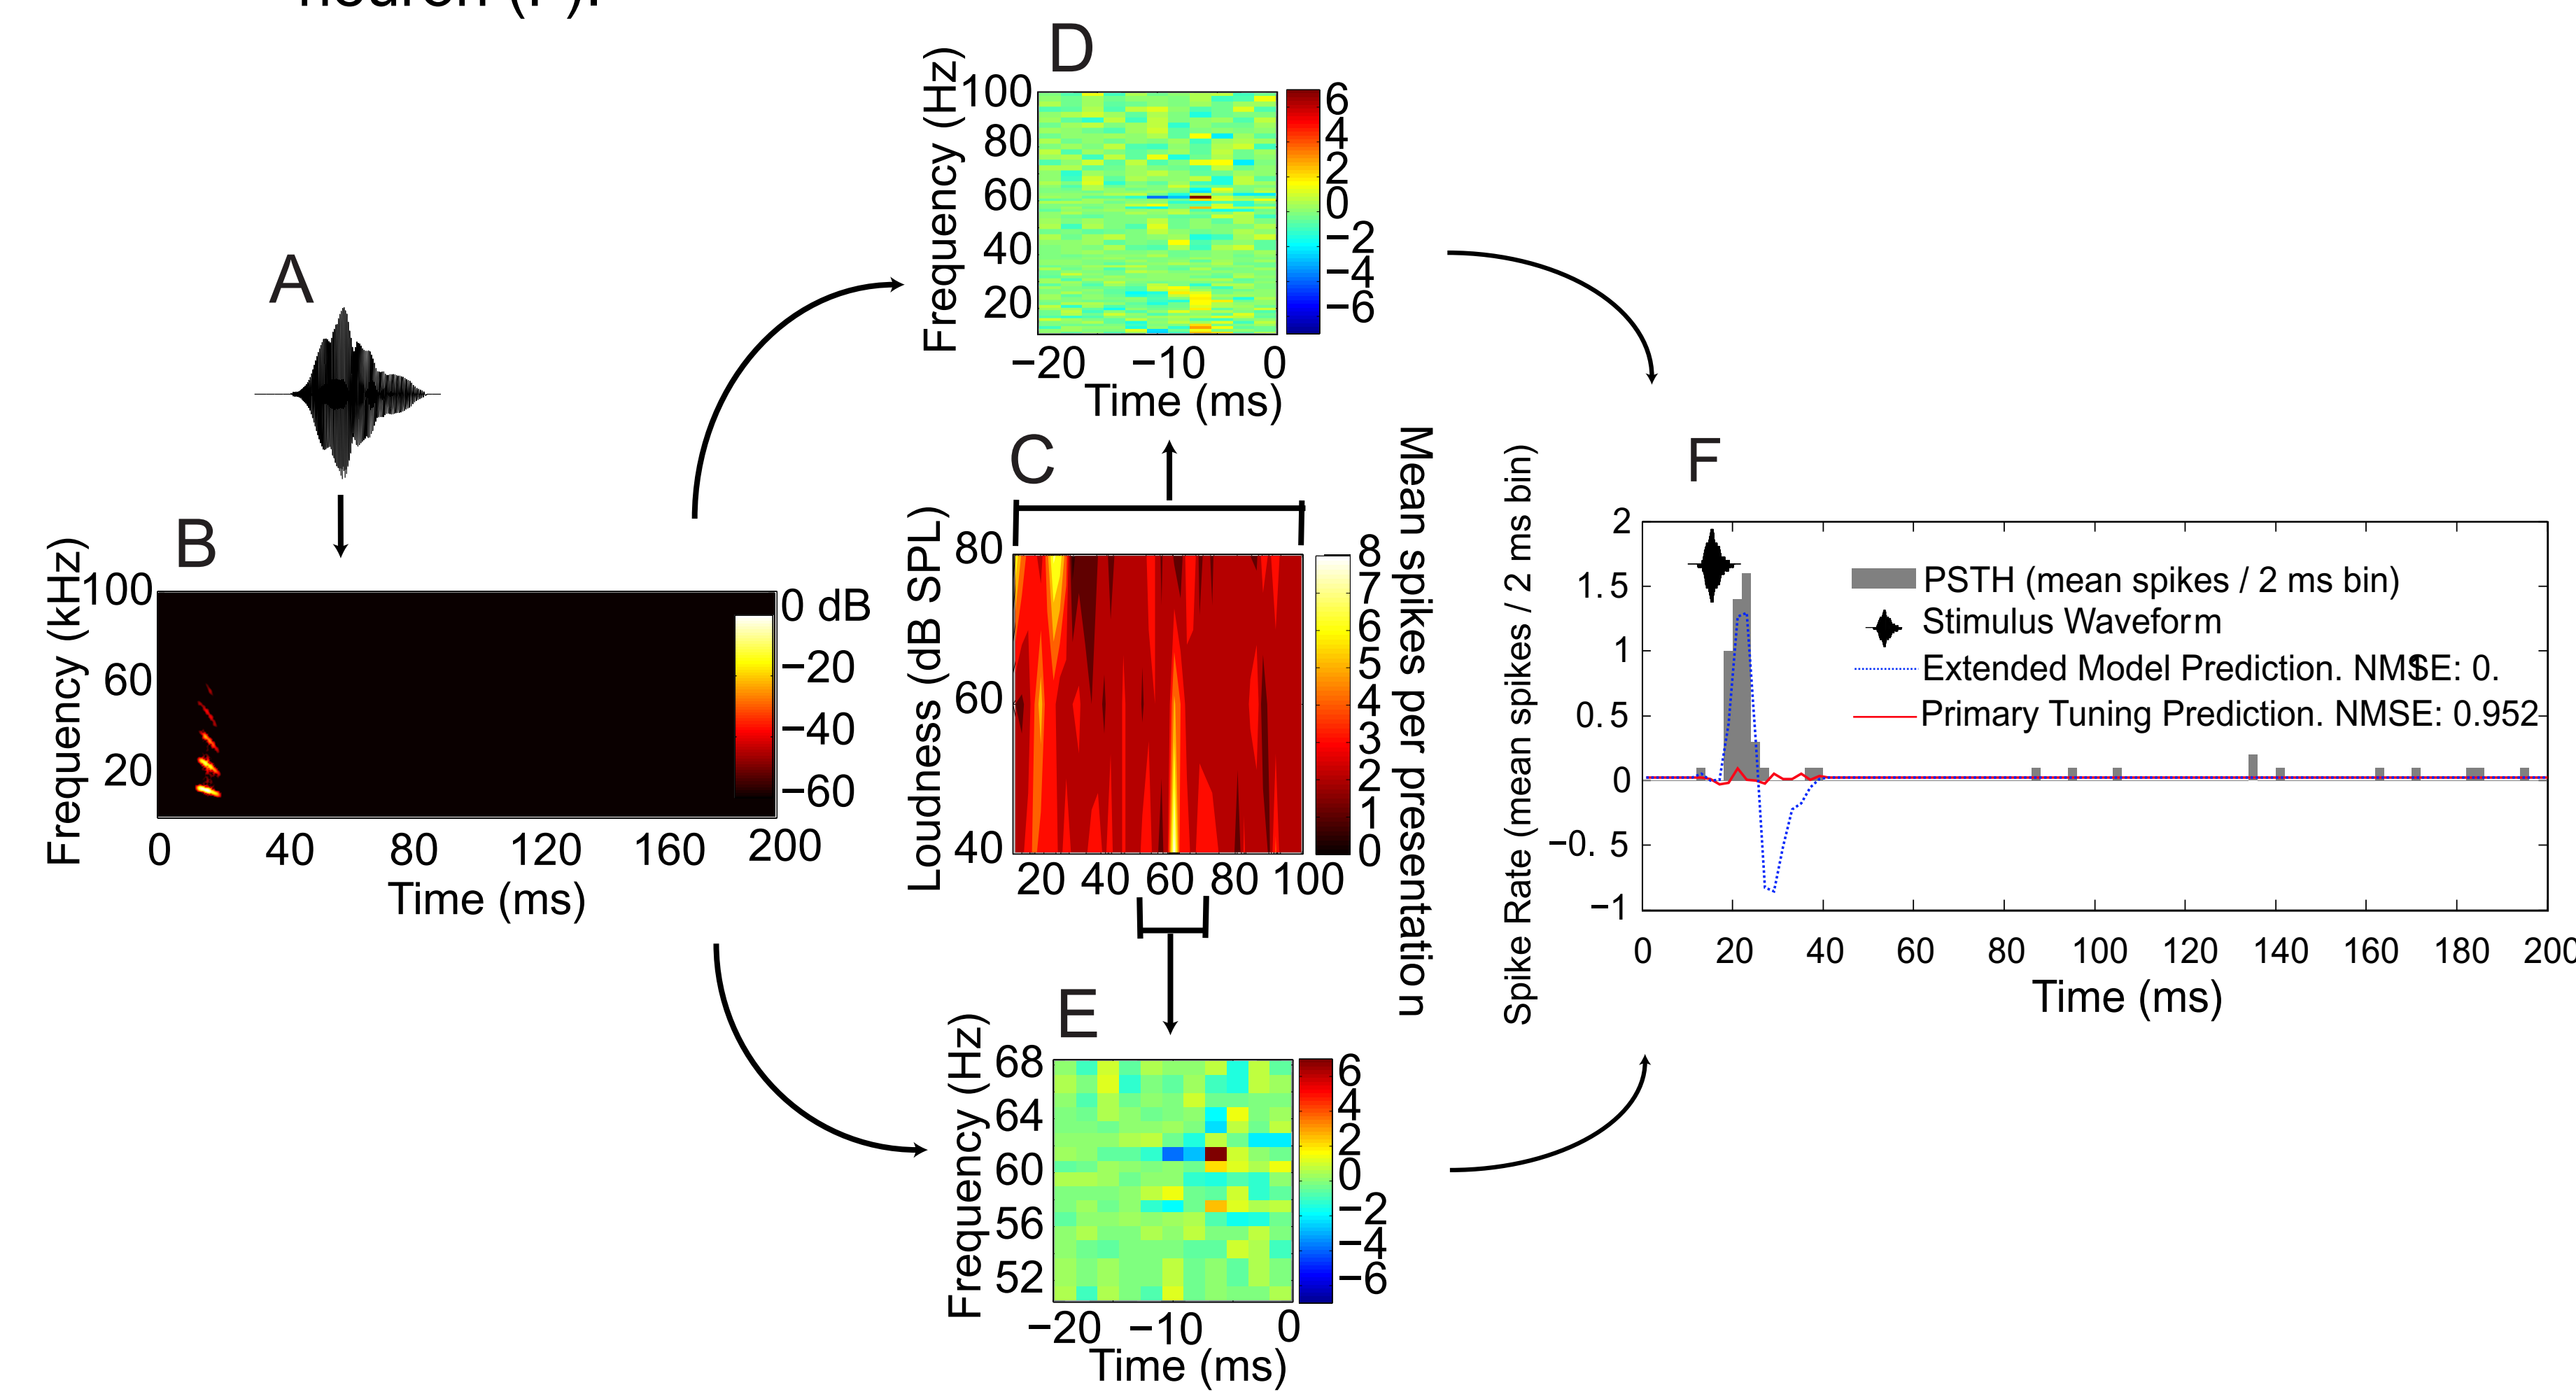 neuron (F).
A
B
Frequency (kHz)
100
60
20
0 dB
−20
−40
−60
0 40 80 120 160 200
Time (ms)
D
Frequency (Hz)
100
80
60
40
20
6
4
2
0
−2
−4
−6
−20 −10 0
Time (ms)
C
Loudness (dB SPL)
80
60
40
8
7
6
5
4
3
2
1
0
Mean spikes per presentation
20 40 60 80 100
E
Frequency (Hz)
68
64
60
56
52
6
4
2
0
−2
−4
−6
−20 −10 0
Time (ms)
F
Spike Rate (mean spikes / 2 ms bin)
2
1.5
1
0.5
0
−0.5
−1
PSTH (mean spikes / 2 ms bin)
Stimulus Waveform
Extended Model Prediction. NMSE: 0.
Primary Tuning Prediction. NMSE: 0.952
0 20 40 60 80 100 120 140 160 180 200
Time (ms)